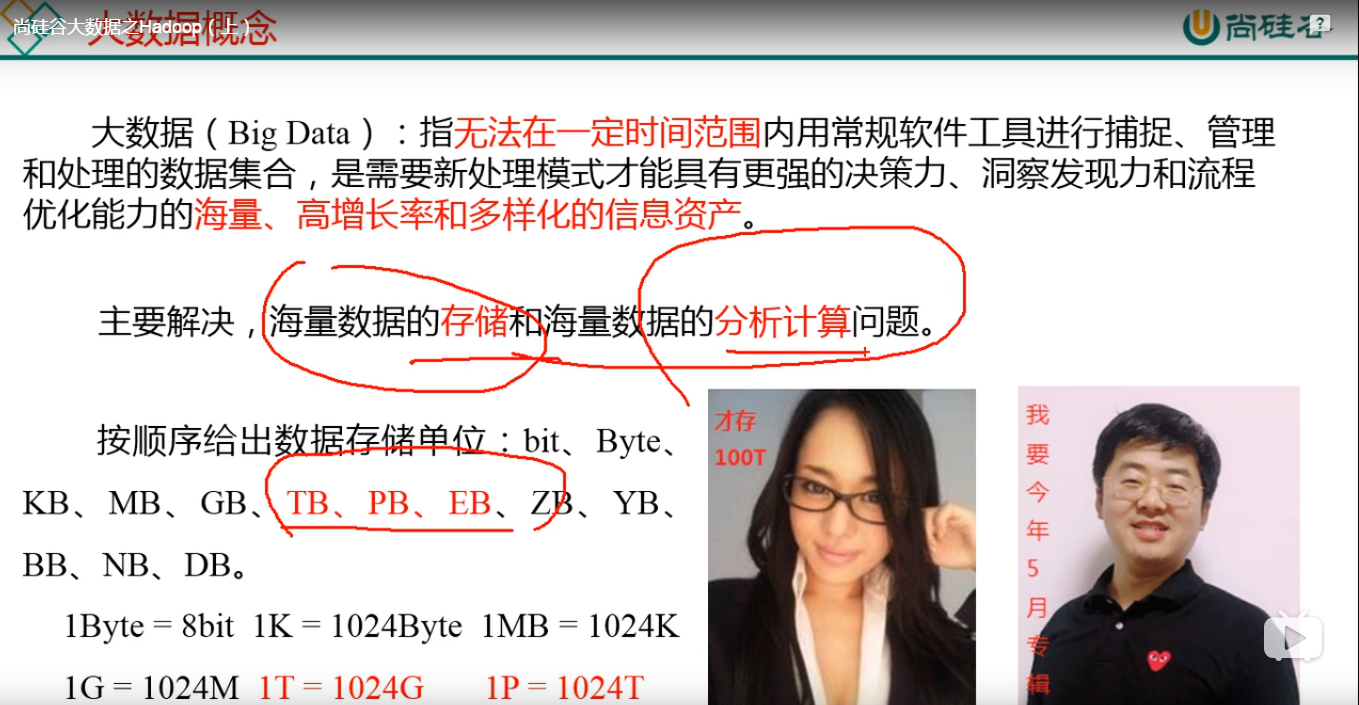 尚硅谷大数据之Hadoop（上）
大数据概念
尚硅谷
?
大数据（Big Data）：指无法在一定时间范围内用常规软件工具进行捕捉、管理
和处理的数据集合，是需要新处理模式才能具有更强的决策力、洞察发现力和流程
优化能力的海量、高增长率和多样化的信息资产。
主要解决，海量数据的存储和海量数据的分析计算问题。
按顺序给出数据存储单位：bit、Byte、
KB、MB、GB、TB、PB、EB、ZB、YB、
BB、NB、DB。
1Byte = 8bit 1K = 1024Byte 1MB = 1024K
1G = 1024M 1T = 1024G 1P = 1024T
才存
100T
我
要
今
年
5
月
专
辑